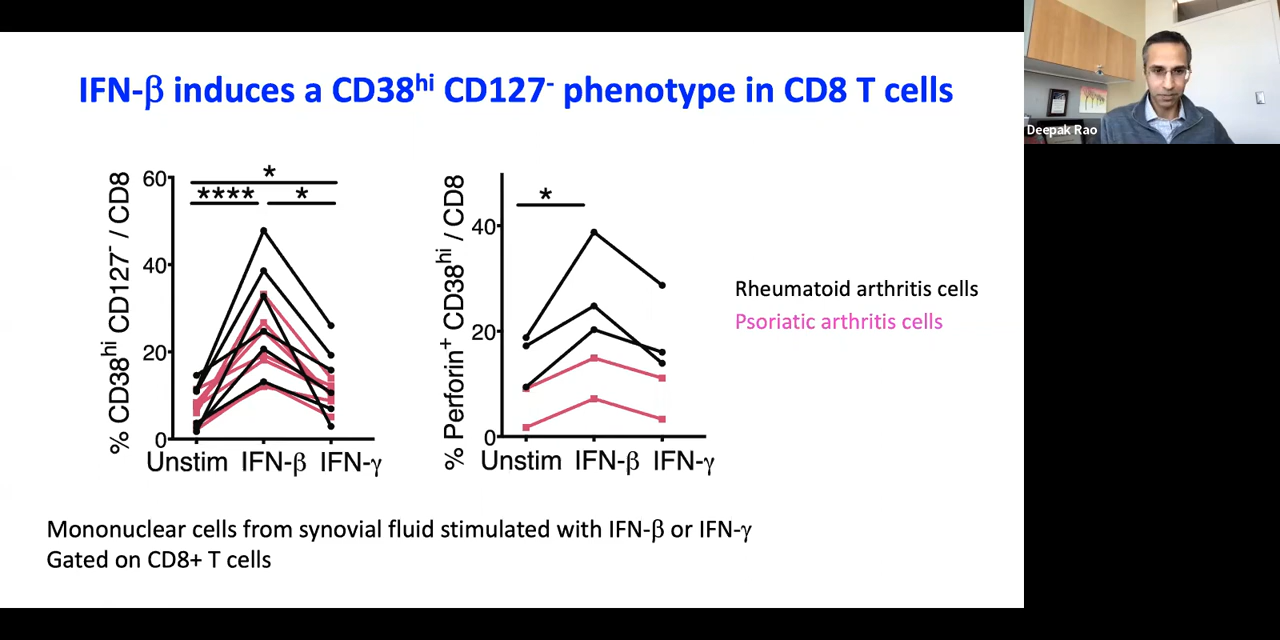 IFN-β induces a CD38hi CD127- phenotype in CD8 T cells
Deepak Rao
% CD38hi CD127- / CD8
60
40
20
0
*
****
*
Unstim IFN-β IFN-γ
% Perforin+ CD38hi / CD8
40
20
0
*
Unstim IFN-β IFN-γ
Rheumatoid arthritis cells
Psoriatic arthritis cells
Mononuclear cells from synovial fluid stimulated with IFN-β or IFN-γ
Gated on CD8+ T cells